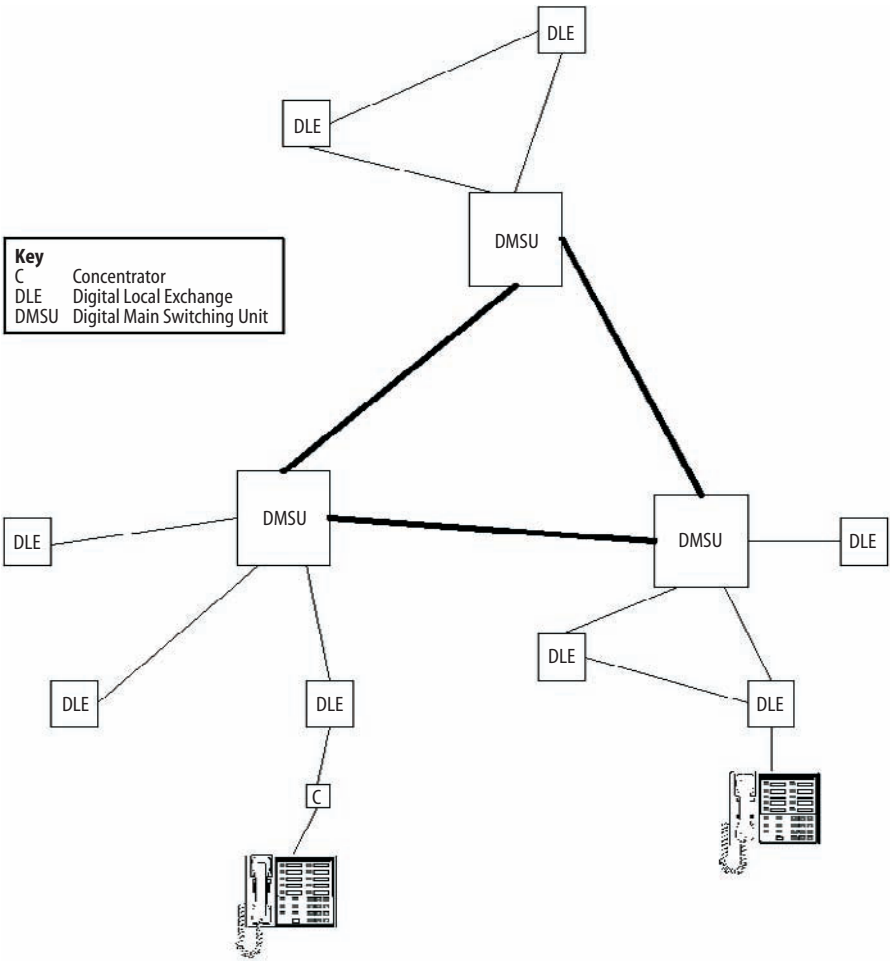 DLE
DLE
DMSU
Key
C Concentrator
DLE Digital Local Exchange
DMSU Digital Main Switching Unit
DMSU
DMSU
DLE
DLE
DLE
DLE
DLE
DLE
C